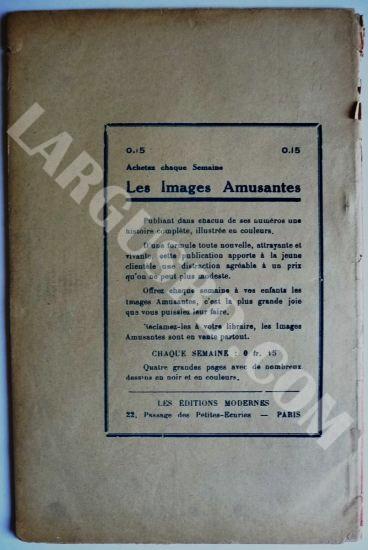 0.15 0.15
Achetez chaque Semaine
Les Images Amusantes
Publiant dans chacun de ses numéros une
histoire complète, illustrée en couleurs.
D'une formule toute nouvelle, attrayante et
vivante, cette publication apporte à la jeune
clientèle une distraction agréable à un prix
qu'on ne peut plus modeste.
Offrez chaque semaine à vos enfants les
Images Amusantes, c'est la plus grande joie
que vous puissiez leur faire.
Réclamez-les à votre libraire, les Images
Amusantes sont en vente partout.
CHAQUE SEMAINE : 0 fr. 15
Quatre grandes pages avec de nombreux
dessins en noir et en couleurs.
LES ÉDITIONS MODERNES
22, Passage des Petites-Ecuries — PARIS